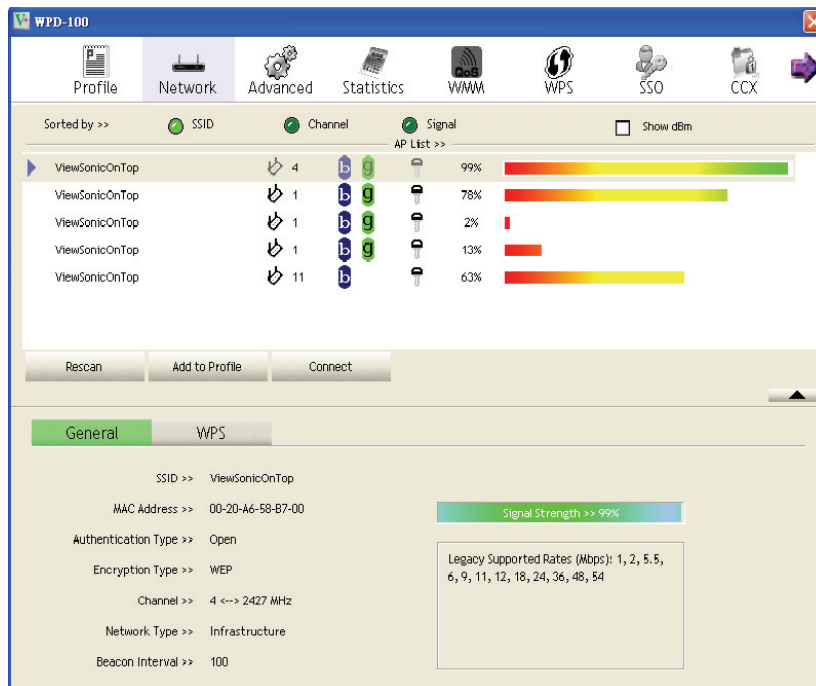 WPD-100
Profile Network Advanced Statistics WMM WPS SSO CCX
QoS
Sorted by >> SSID Channel Signal Show dBm
AP List >>
ViewSonicOnTop 4 b g 99%
ViewSonicOnTop 1 b g 78%
ViewSonicOnTop 1 b g 2%
ViewSonicOnTop 1 b g 13%
ViewSonicOnTop 11 b 63%
Rescan Add to Profile Connect
General WPS
SSID >> ViewSonicOnTop
MAC Address >> 00-20-A6-58-B7-00
Signal Strength >> 99%
Authentication Type >> Open
Encryption Type >> WEP
Channel >> 4 <--> 2427 MHz
Network Type >> Infrastructure
Beacon Interval >> 100
Legacy Supported Rates (Mbps): 1, 2, 5.5,
6, 9, 11, 12, 18, 24, 36, 48, 54